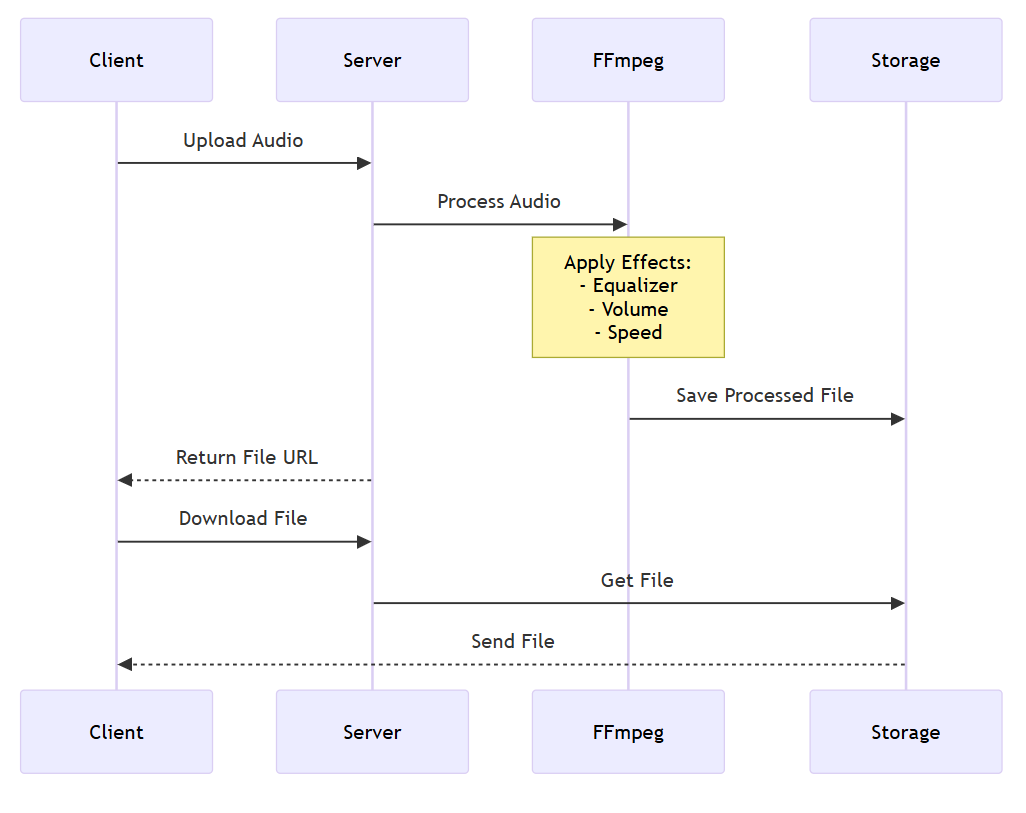 Client
Server
FFmpeg
Storage
Upload Audio
Process Audio
Apply Effects:
- Equalizer
- Volume
- Speed
Save Processed File
Return File URL
Download File
Get File
Send File
Client
Server
FFmpeg
Storage